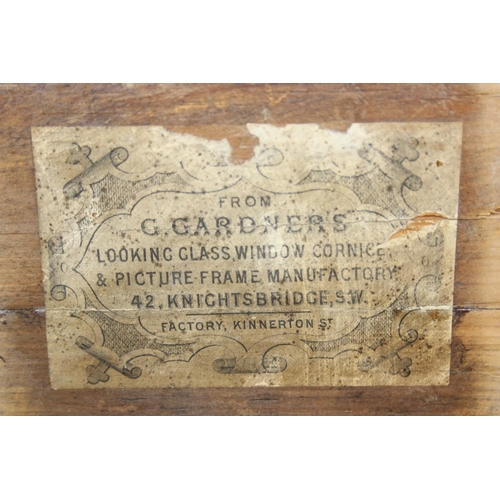 FROM
G. GARDNER'S
LOOKING GLASS, WINDOW CORNICE,
& PICTURE-FRAME MANUFACTORY
42, KNIGHTSBRIDGE, S.W.
FACTORY, KINNERTON ST